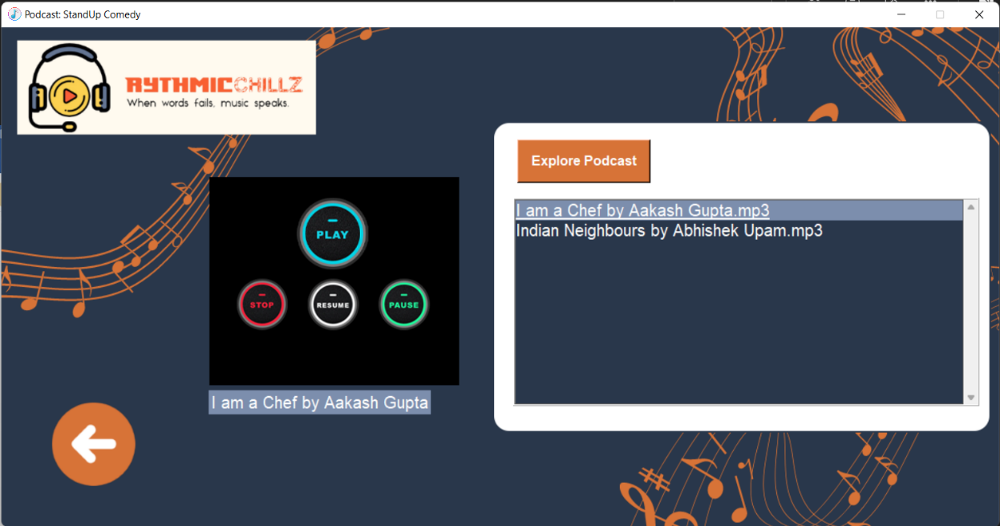 Podcast: StandUp Comedy
RYTHMICCHILLZ
When words fails, music speaks.
Explore Podcast
I am a Chef by Aakash Gupta.mp3
Indian Neighbours by Abhishek Upam.mp3
PLAY
STOP
RESUME
PAUSE
I am a Chef by Aakash Gupta